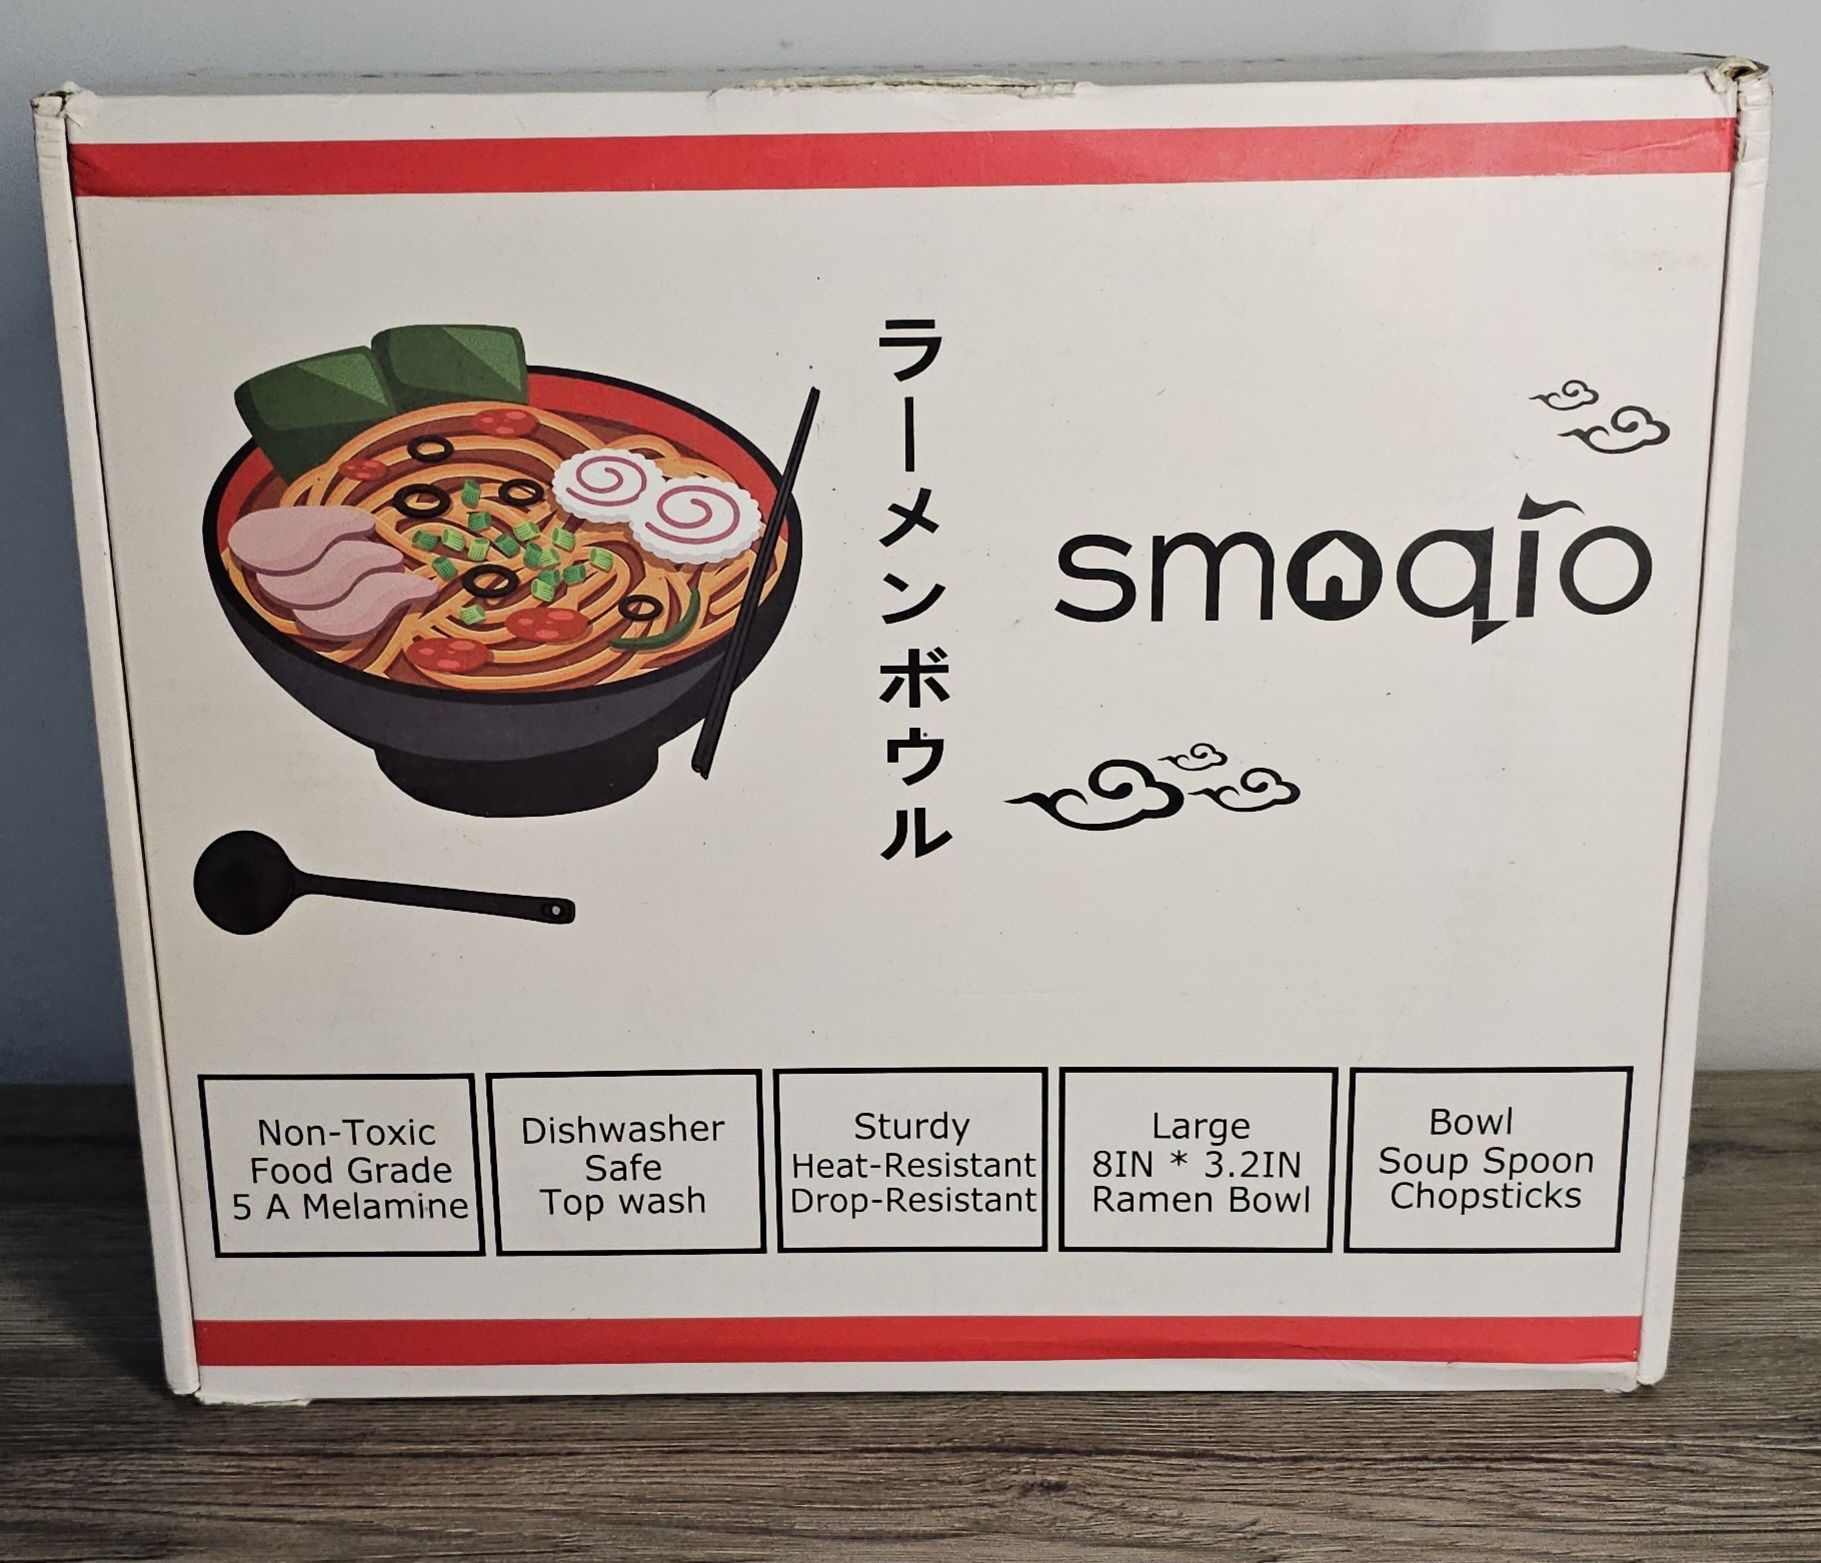 ラーメンボウル
smoqio
Non-Toxic
Food Grade
5 A Melamine
Dishwasher
Safe
Top wash
Sturdy
Heat-Resistant
Drop-Resistant
Large
8IN * 3.2IN
Ramen Bowl
Bowl
Soup Spoon
Chopsticks